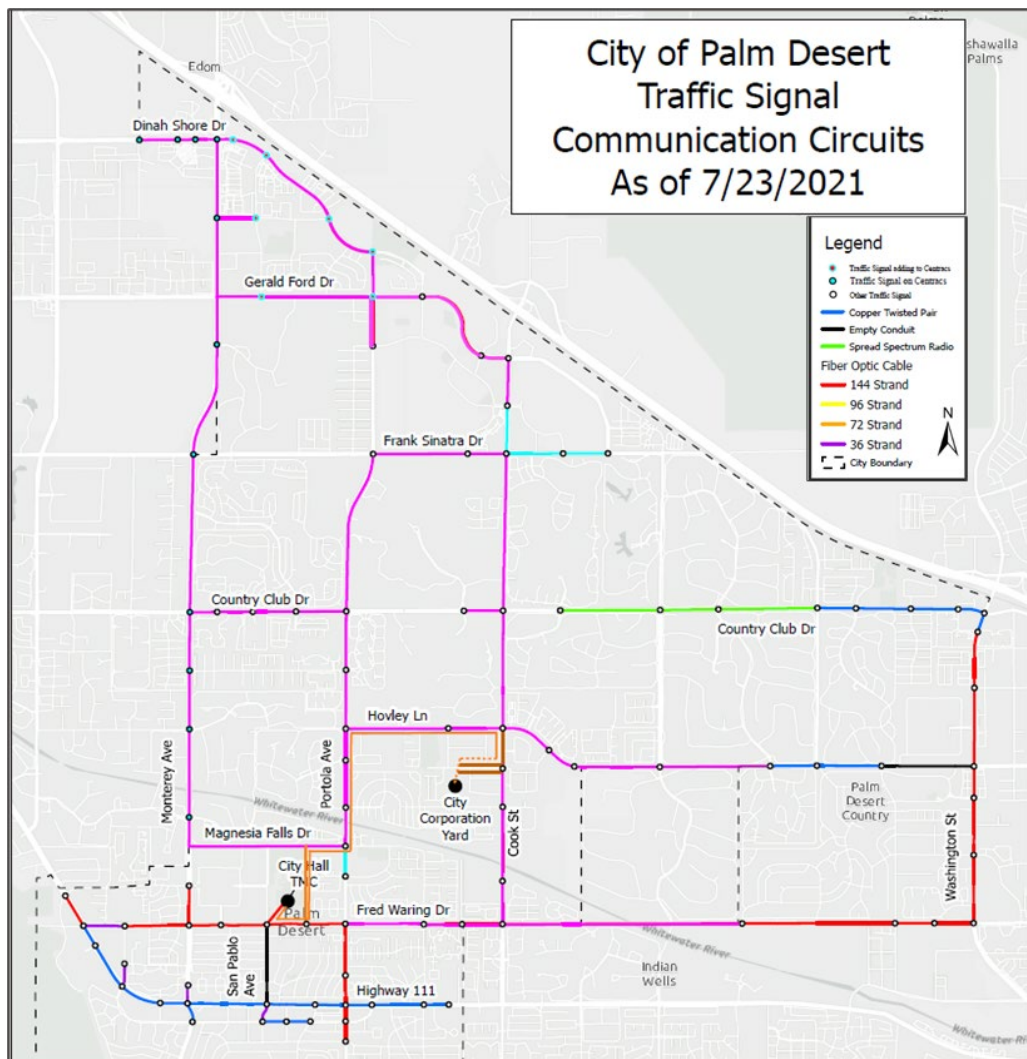 City of Palm Desert
Traffic Signal
Communication Circuits
As of 7/23/2021
shawalla
Palms
Edom
Dinah Shore Dr
Legend
Traffic Signal adding to Centracs
Traffic Signal on Centracs
Other Traffic Signal
Copper Twisted Pair
Empty Conduit
Spread Spectrum Radio
Fiber Optic Cable
144 Strand
96 Strand
72 Strand
36 Strand
City Boundary
N
Gerald Ford Dr
Frank Sinatra Dr
Country Club Dr
Country Club Dr
Hovley Ln
Monterey Ave
Portola Ave
City
Corporation
Yard
Cook St
Palm
Desert
Country
Washington St
Whitewater River
Magnesia Falls Dr
City Hall
TMC
Palm
Desert
Fred Waring Dr
Whitewater River
San Pablo
Ave
Indian
Wells
Highway 111
Whitewater Riv